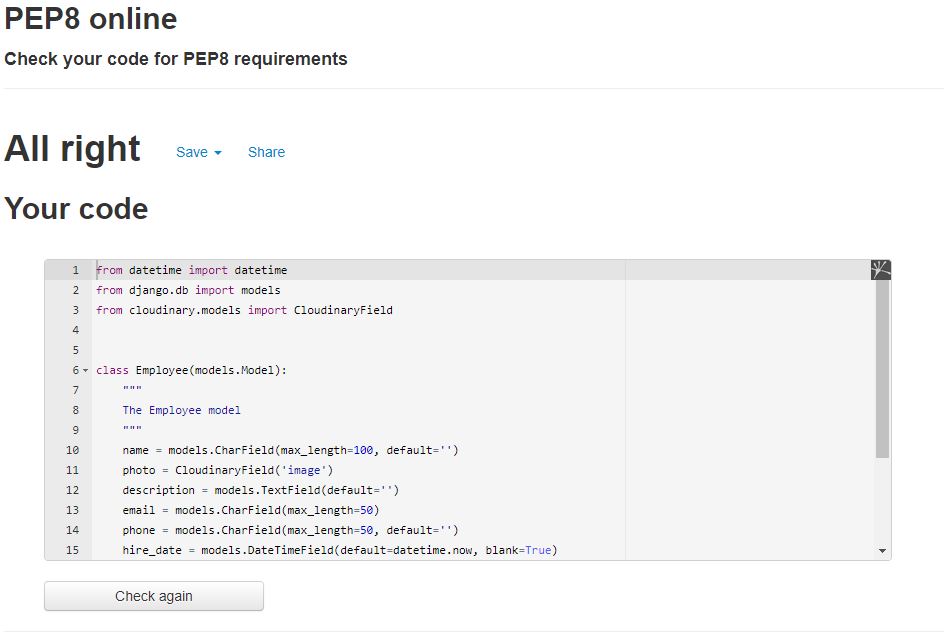 PEP8 online
Check your code for PEP8 requirements
All right Save Share
Your code
1 from datetime import datetime
2 from django.db import models
3 from cloudinary.models import CloudinaryField
4
5
6 class Employee(models.Model):
7 """
8 The Employee model
9 """
10 name = models.CharField(max_length=100, default='')
11 photo = CloudinaryField('image')
12 description = models.TextField(default='')
13 email = models.CharField(max_length=50)
14 phone = models.CharField(max_length=50, default='')
15 hire_date = models.DateTimeField(default=datetime.now, blank=True)
Check again